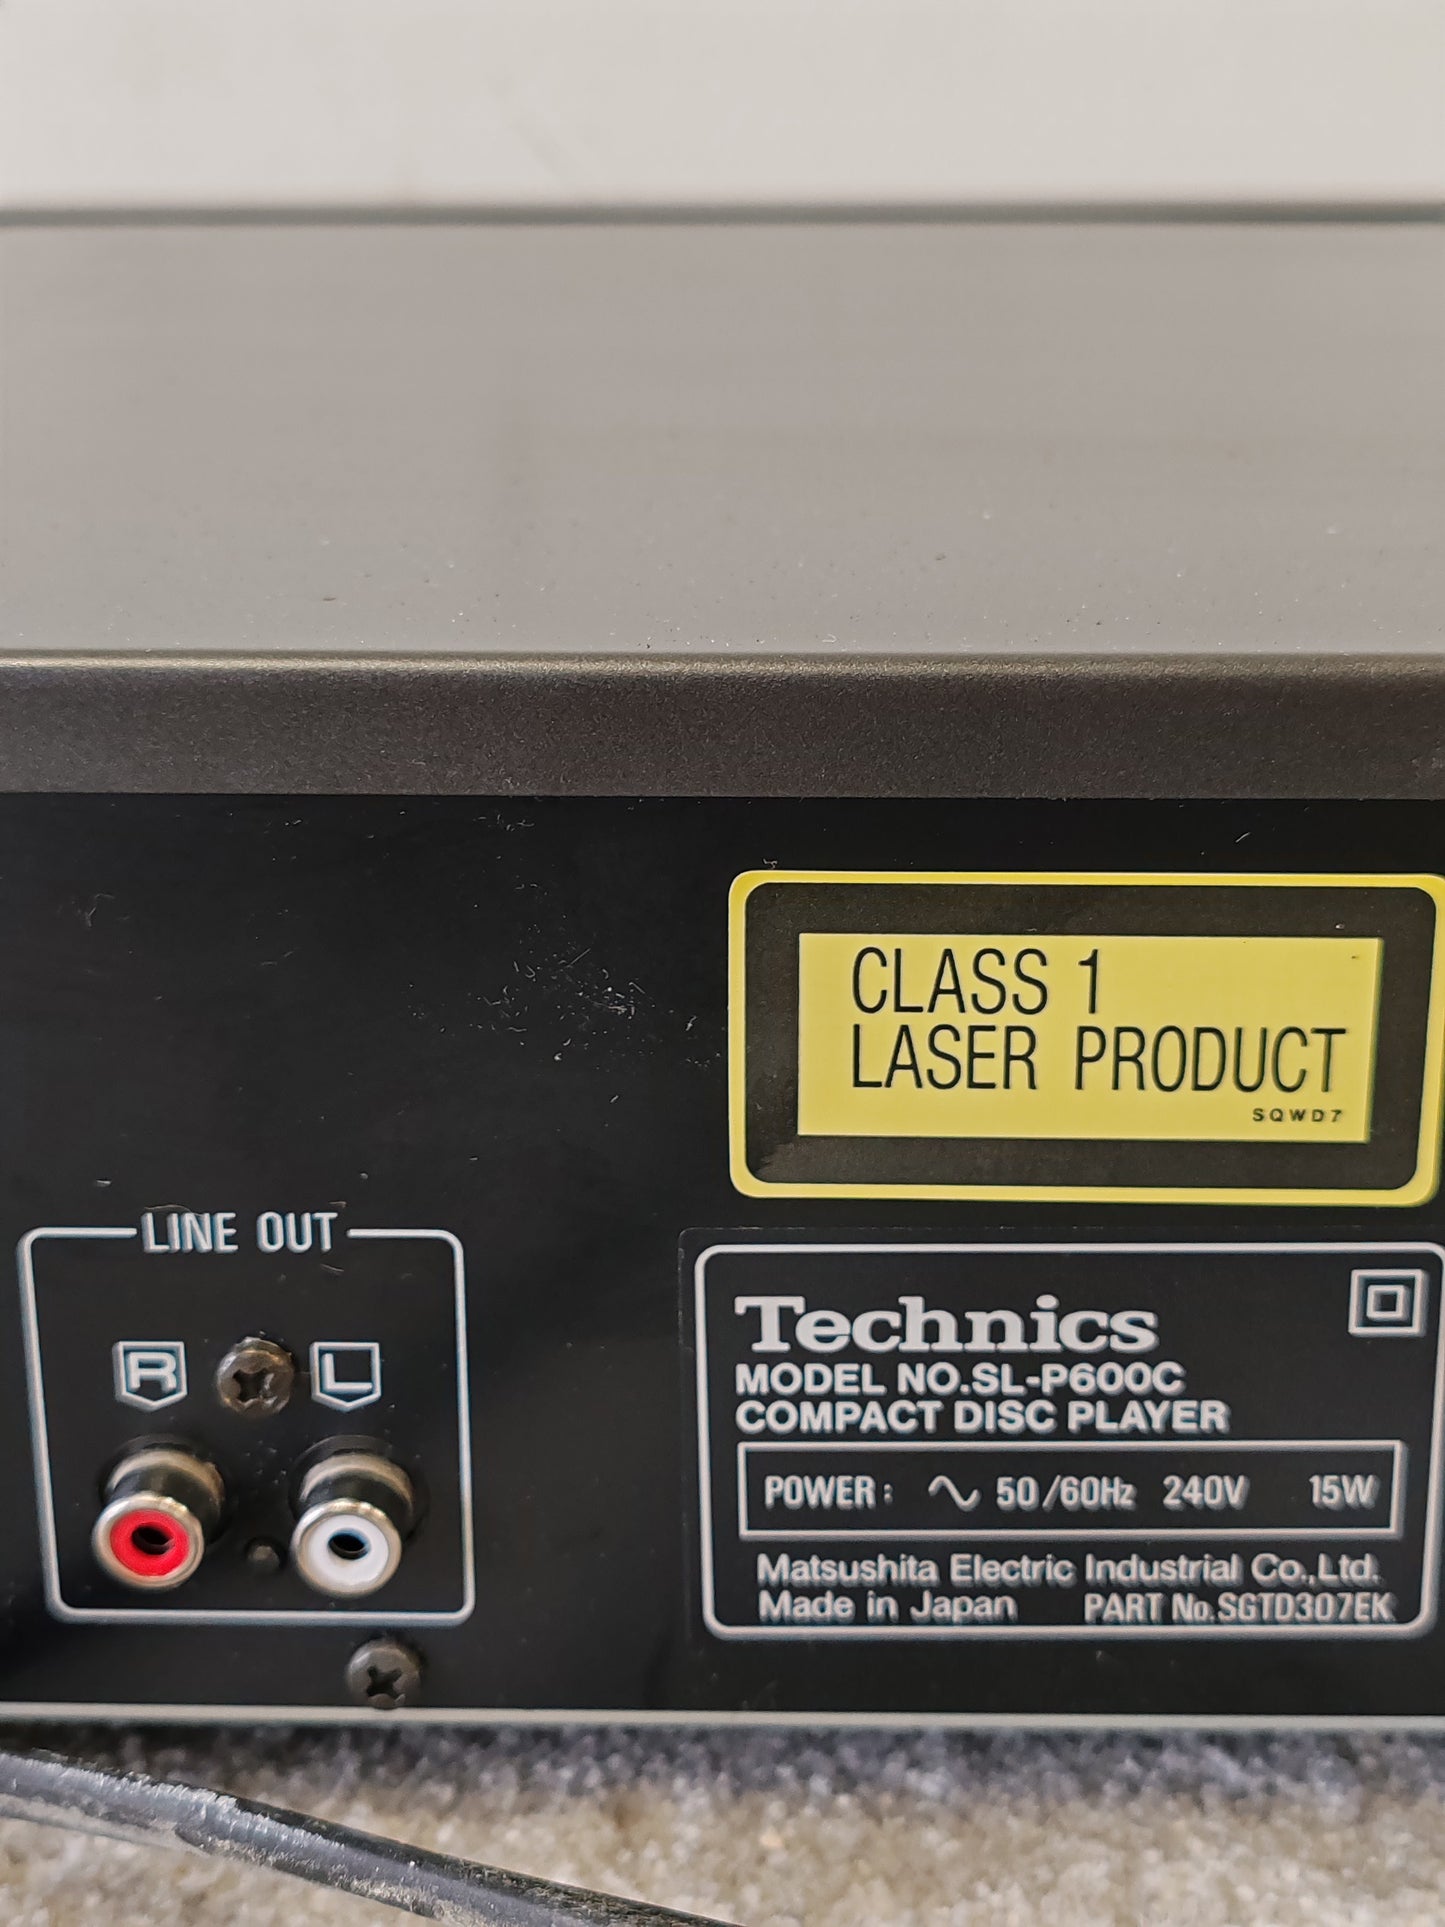 CLASS 1
LASER PRODUCT
SQWD7
LINE OUT
R L
Technics
MODEL NO.SL-P600C
COMPACT DISC PLAYER
POWER: ∿ 50/60Hz 240V 15W
Matsushita Electric Industrial Co.,Ltd.
Made in Japan PART No.SGTD307EK